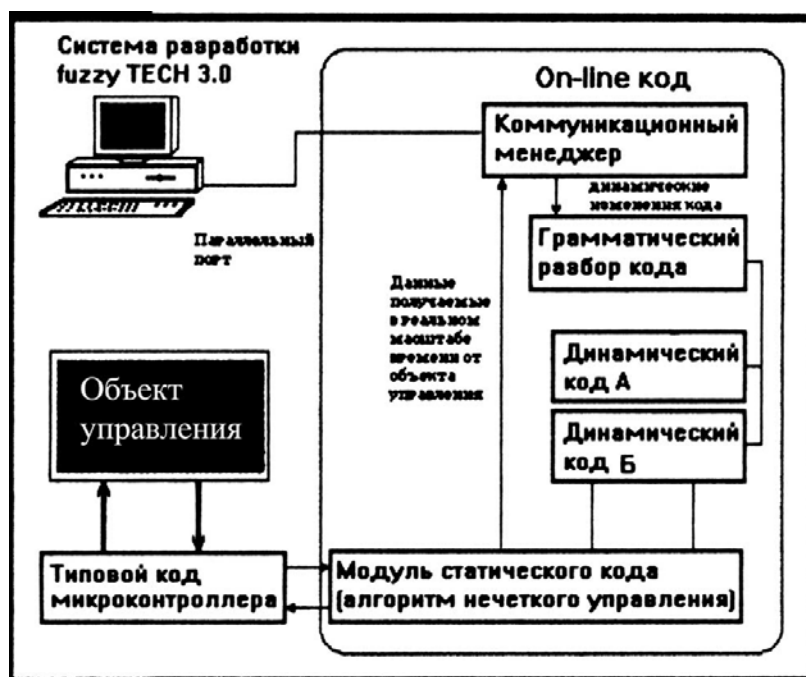 Система разработки
fuzzy TECH 3.0
On-line код
Коммуникационный
менеджер
динамические
изменения кода
Параллельный
порт
Грамматический
разбор кода
Данные
получаемые
в реальном
масштабе
времени от
объекта
управления
Динамический
код А
Объект
управления
Динамический
код Б
Типовой код
микроконтроллера
Модуль статического кода
(алгоритм нечеткого управления)